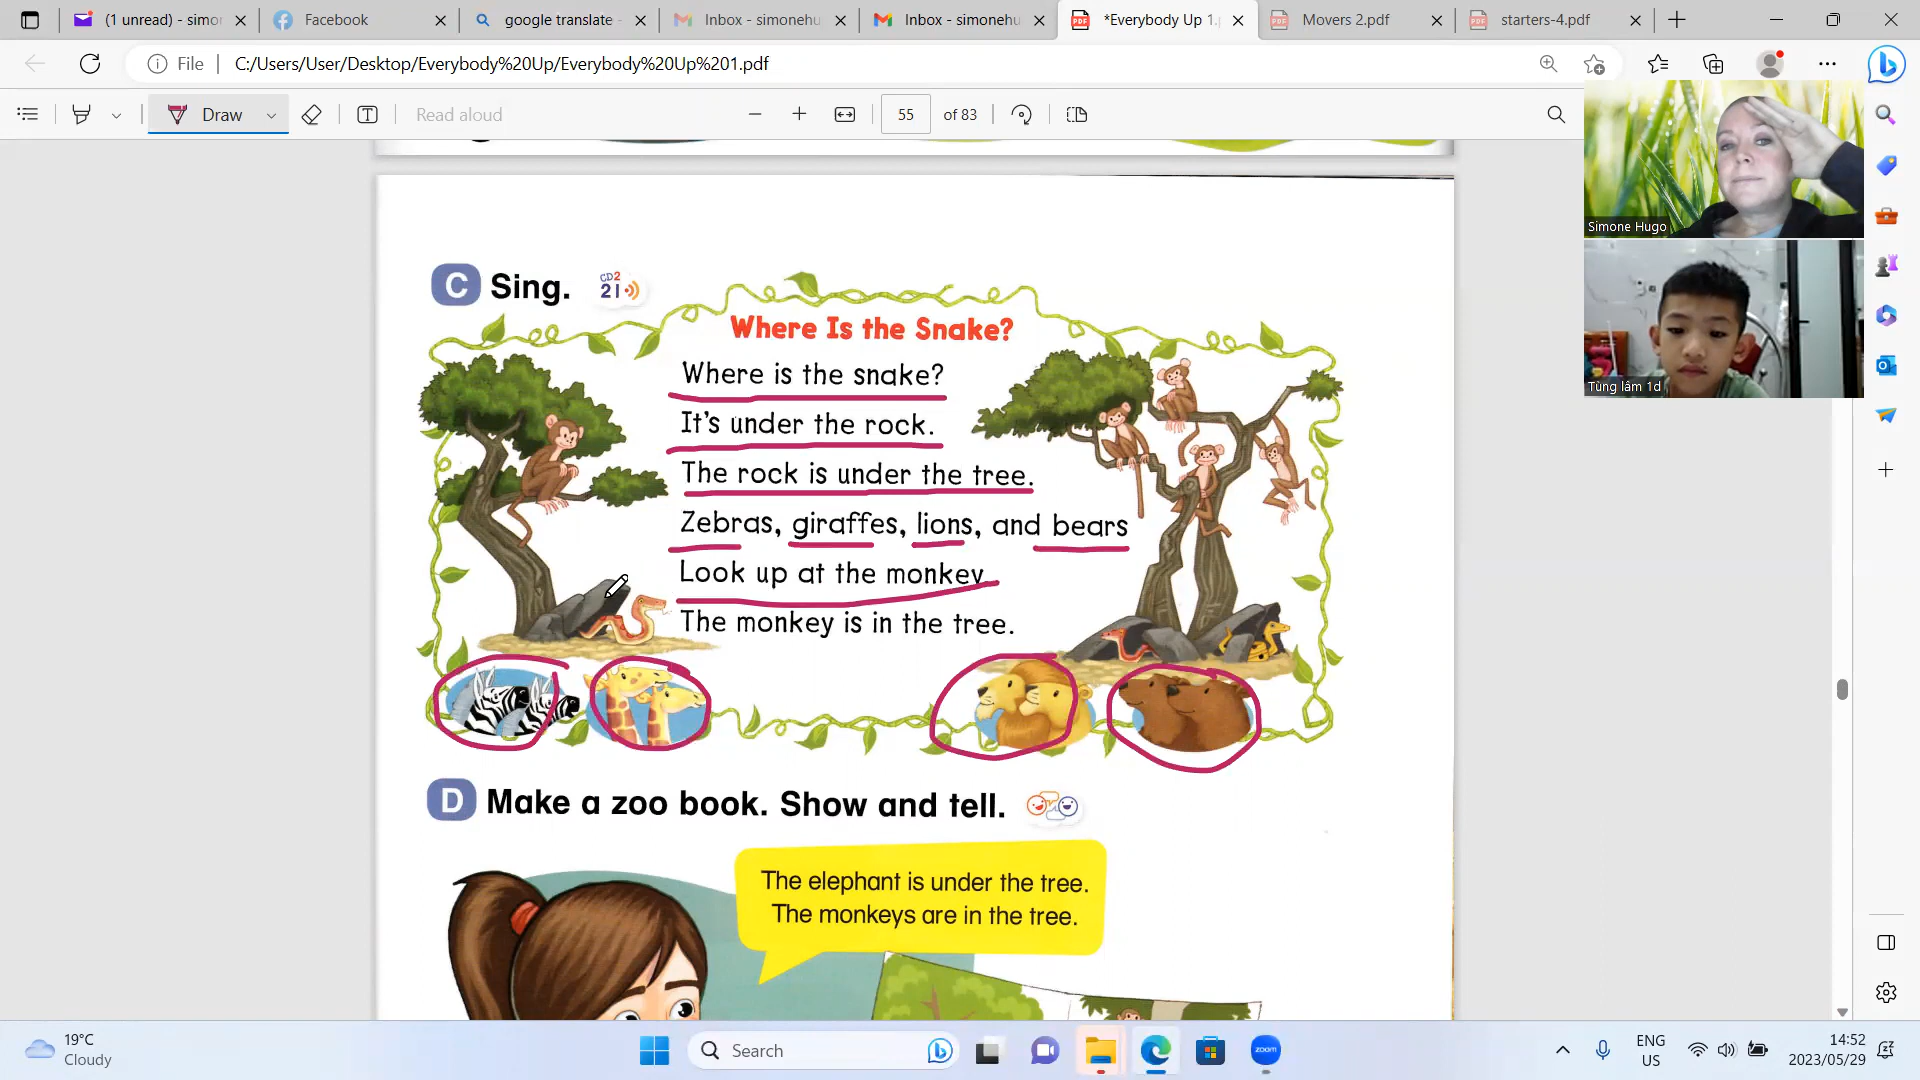 (1 unread) - simo
Facebook
google translate -
Inbox - simonehu
Inbox - simonehu
*Everybody Up 1.p
Movers 2.pdf
starters-4.pdf
File
C:/Users/User/Desktop/Everybody%20Up/Everybody%20Up%201.pdf
Draw
Read aloud
55
of 83
Simone Hugo
Tùng lâm 1d
C Sing.
CD2
21
Where Is the Snake?
Where is the snake?
It's under the rock.
The rock is under the tree.
Zebras, giraffes, lions, and bears
Look up at the monkey.
The monkey is in the tree.
D Make a zoo book. Show and tell.
The elephant is under the tree.
The monkeys are in the tree.
19°C
Cloudy
Search
zoom
ENG
US
14:52
2023/05/29